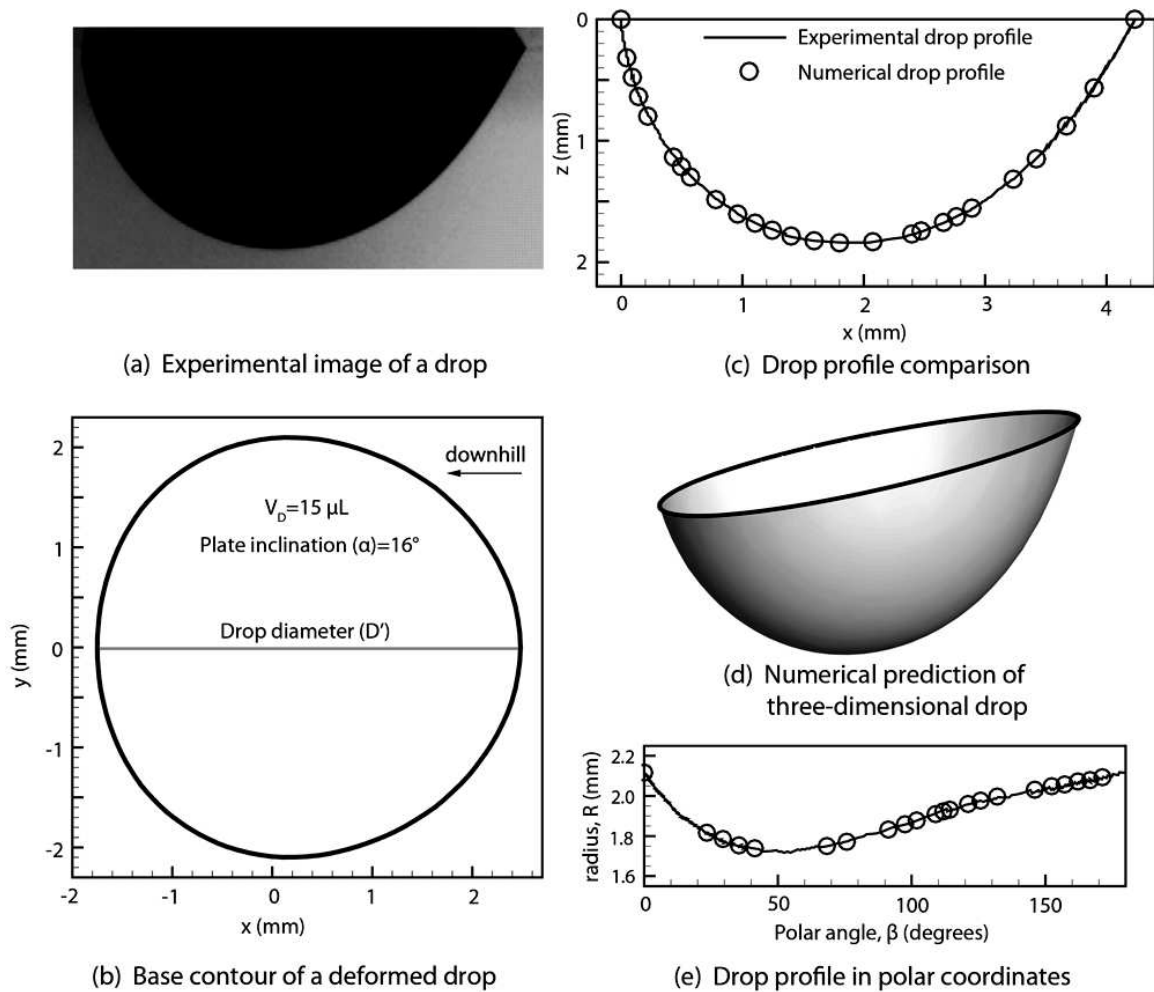 0
Experimental drop profile
Numerical drop profile
z (mm)
1
2
0 1 2 3 4
x (mm)
(a) Experimental image of a drop
(c) Drop profile comparison
2
downhill
V_D=15 μL
Plate inclination (α)=16°
1
Drop diameter (D')
0
y (mm)
-1
-2
-2 -1 0 1 2
x (mm)
(b) Base contour of a deformed drop
(d) Numerical prediction of
three-dimensional drop
2.2
2.0
1.8
1.6
radius, R (mm)
0 50 100 150
Polar angle, β (degrees)
(e) Drop profile in polar coordinates